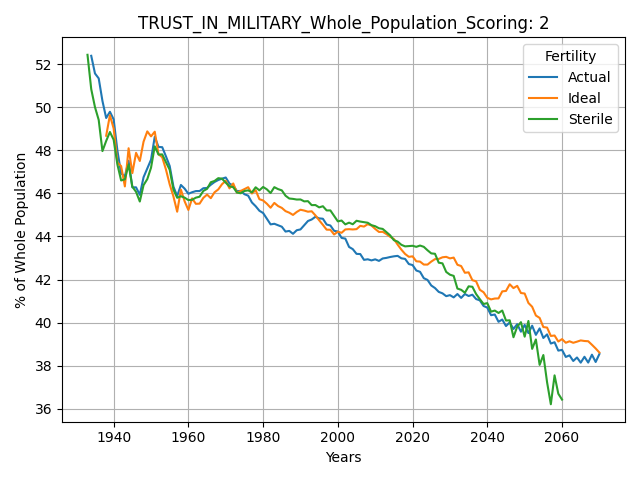 TRUST_IN_MILITARY_Whole_Population_Scoring: 2
Fertility
Actual
Ideal
Sterile
% of Whole Population
52
50
48
46
44
42
40
38
36
1940 1960 1980 2000 2020 2040 2060
Years